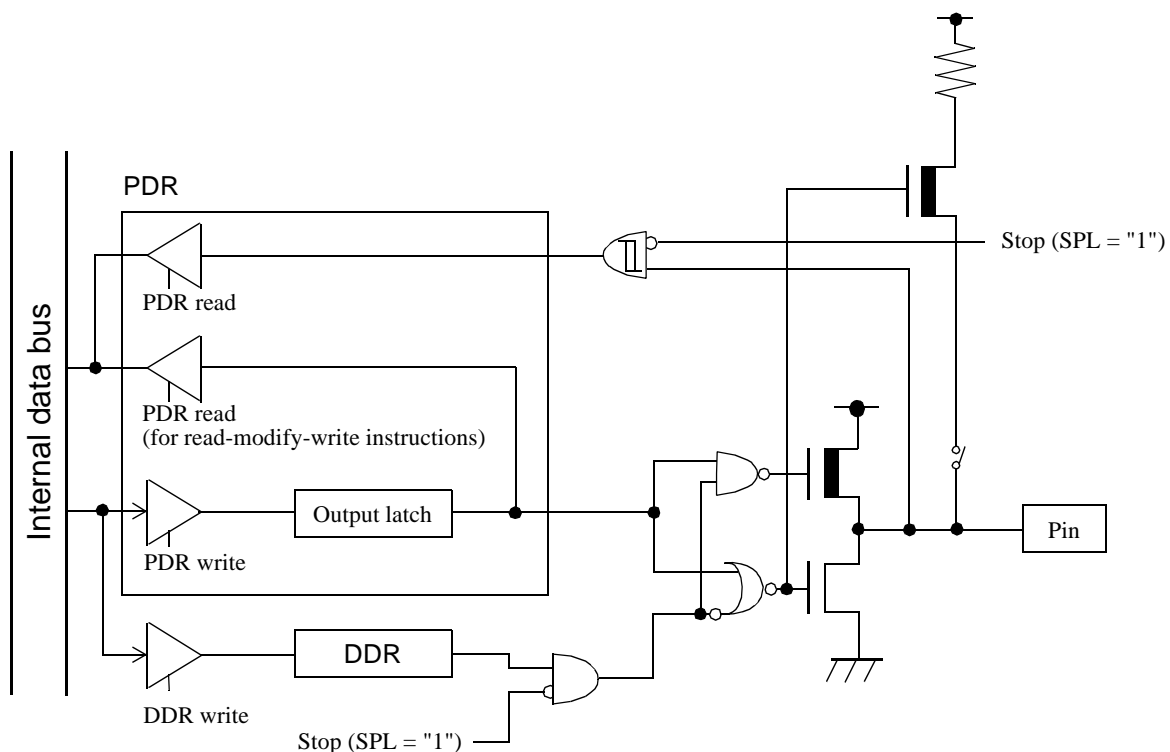 Internal data bus
PDR
Stop (SPL = "1")
PDR read
PDR read
(for read-modify-write instructions)
Output latch
PDR write
Pin
DDR
DDR write
Stop (SPL = "1")